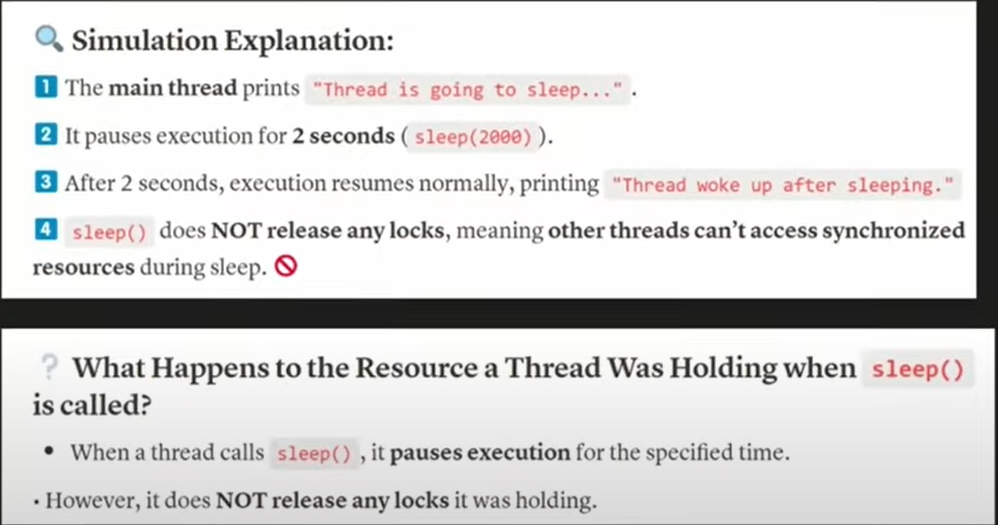 🔍 Simulation Explanation:
1 The main thread prints "Thread is going to sleep..." .
2 It pauses execution for 2 seconds ( sleep(2000) ).
3 After 2 seconds, execution resumes normally, printing "Thread woke up after sleeping."
4 sleep() does NOT release any locks, meaning other threads can’t access synchronized
resources during sleep. 🚫
❔ What Happens to the Resource a Thread Was Holding when sleep()
is called?
• When a thread calls sleep() , it pauses execution for the specified time.
· However, it does NOT release any locks it was holding.